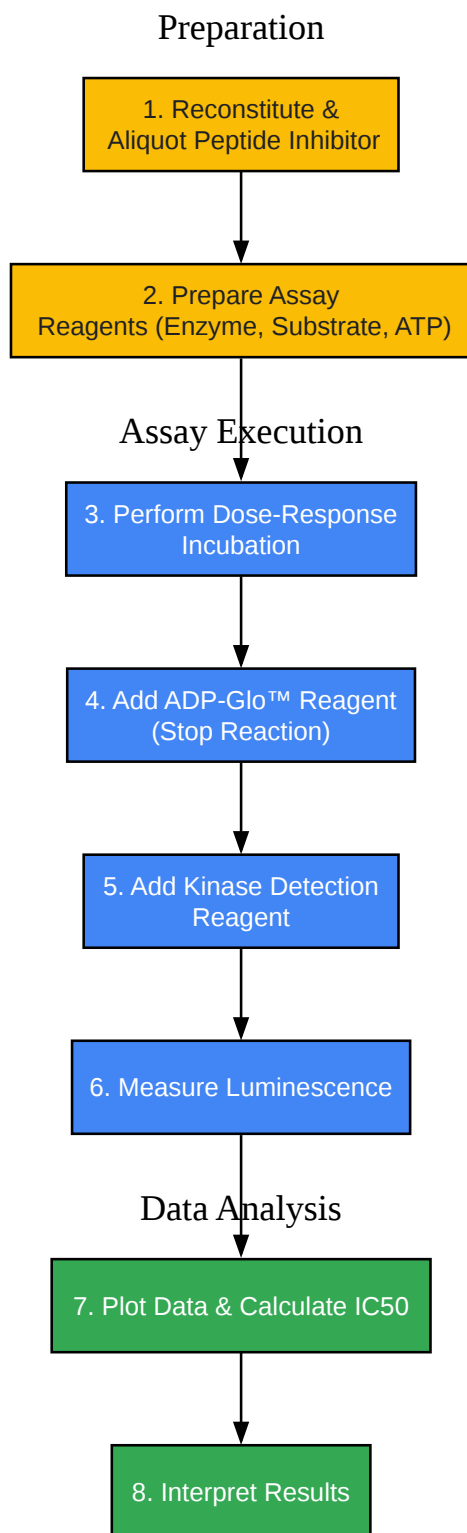 Preparation
1. Reconstitute &
Aliquot Peptide Inhibitor
2. Prepare Assay
Reagents (Enzyme, Substrate, ATP)
Assay Execution
3. Perform Dose-Response
Incubation
4. Add ADP-Glo™ Reagent
(Stop Reaction)
5. Add Kinase Detection
Reagent
6. Measure Luminescence
Data Analysis
7. Plot Data & Calculate IC50
8. Interpret Results